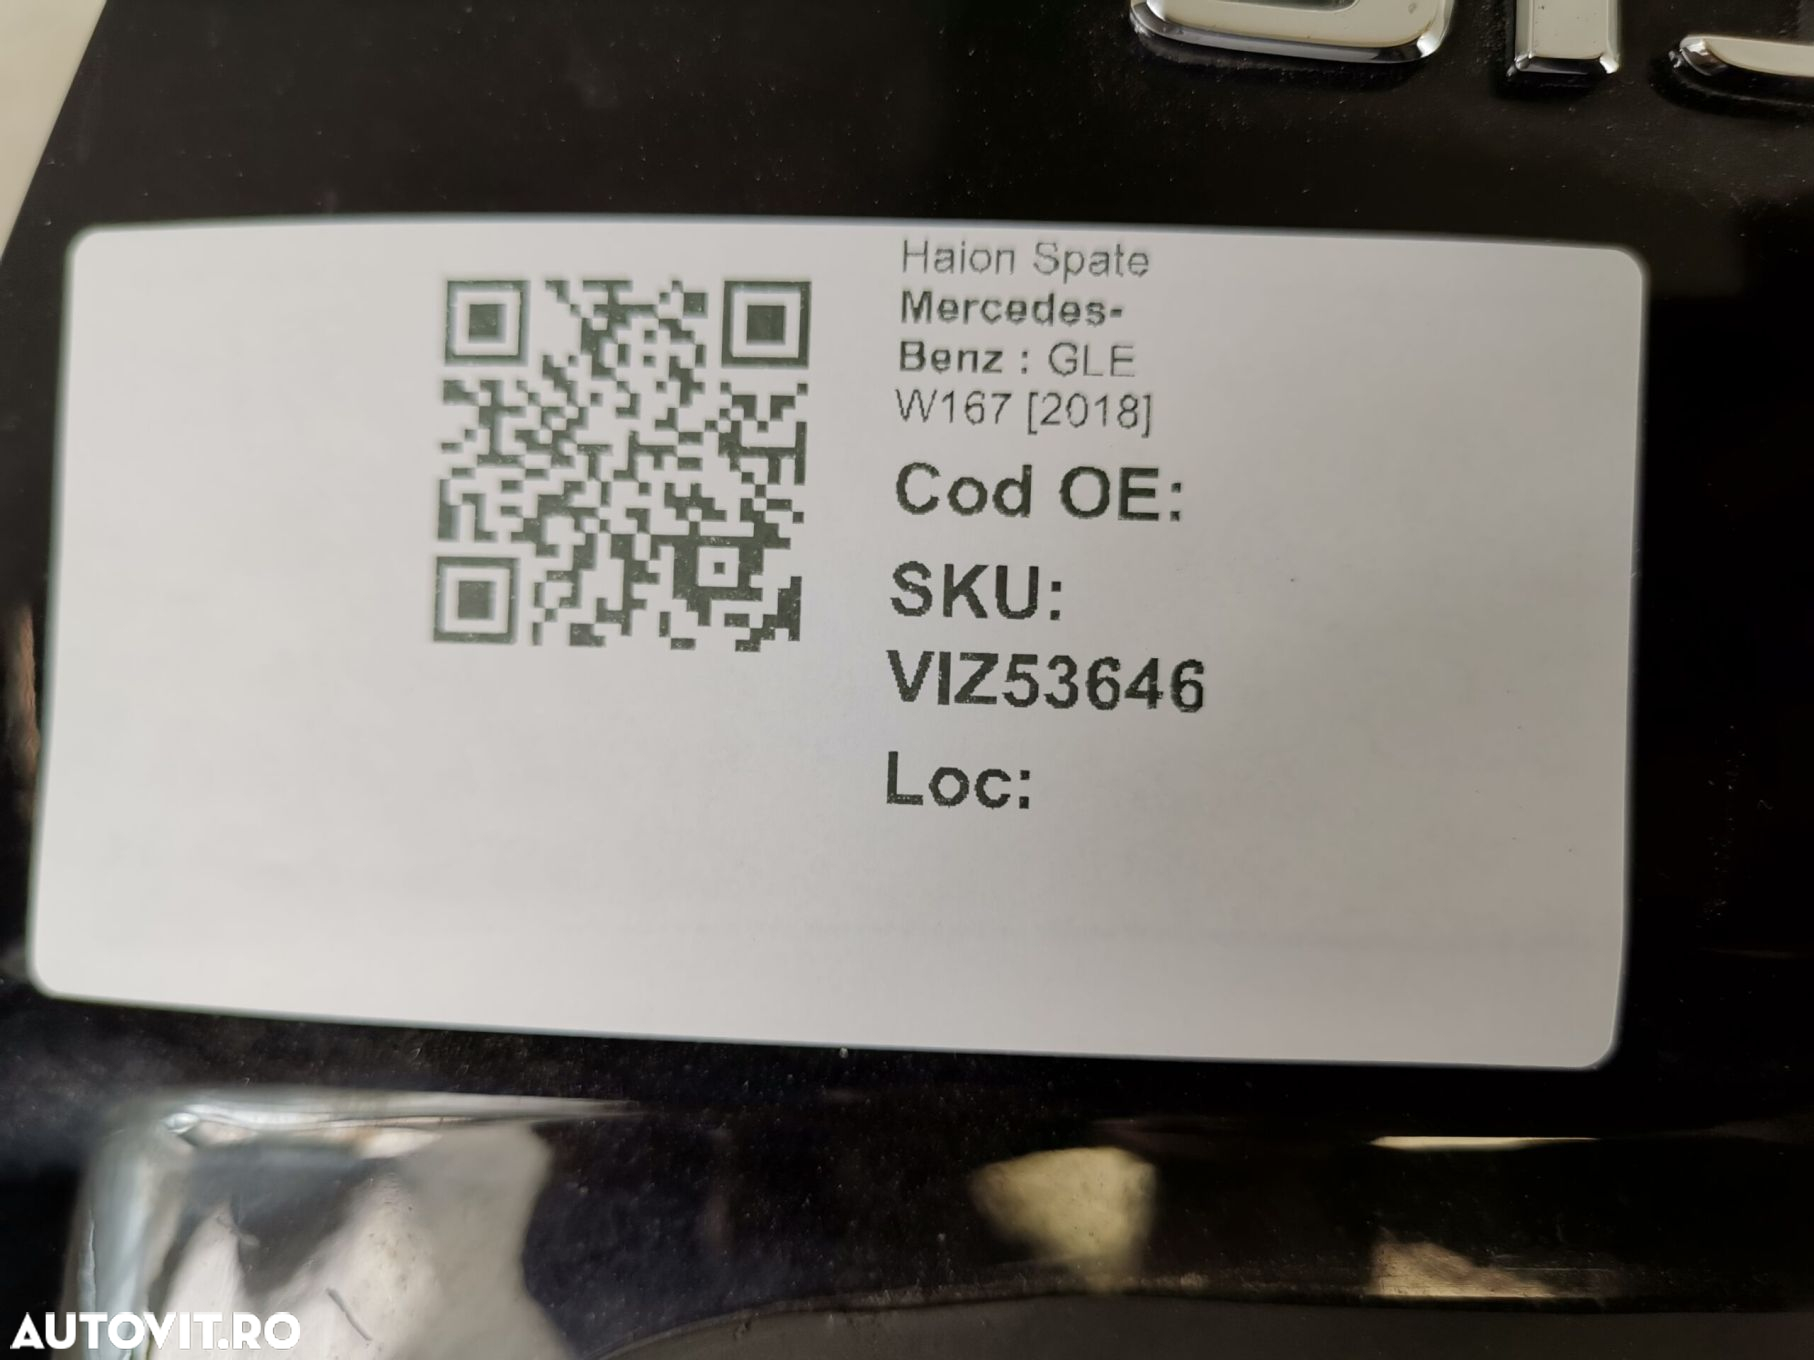 Haion Spate
Mercedes-
Benz : GLE
W167 [2018]
Cod OE:
SKU:
VIZ53646
Loc:
AUTOVIT.RO